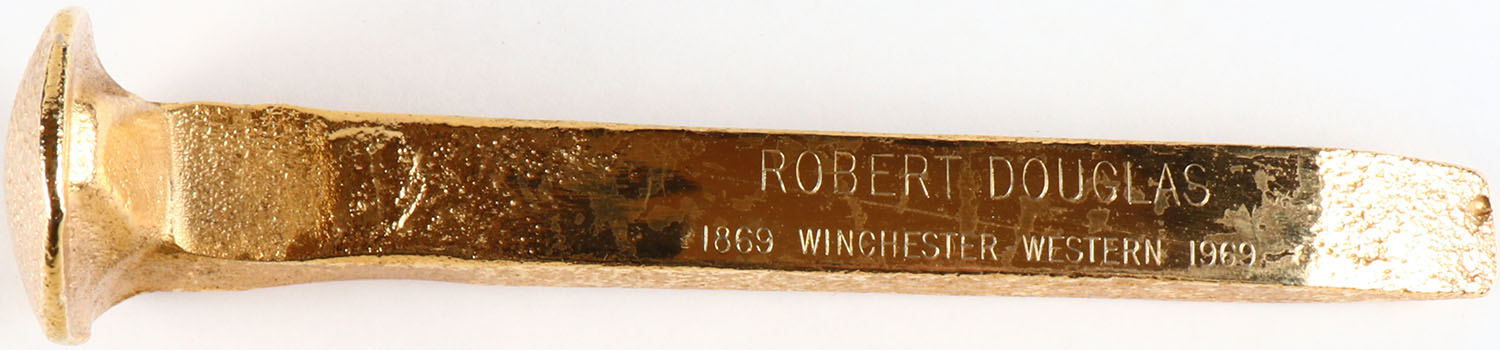 ROBERT DOUGLAS
1869 WINCHESTER WESTERN 1969